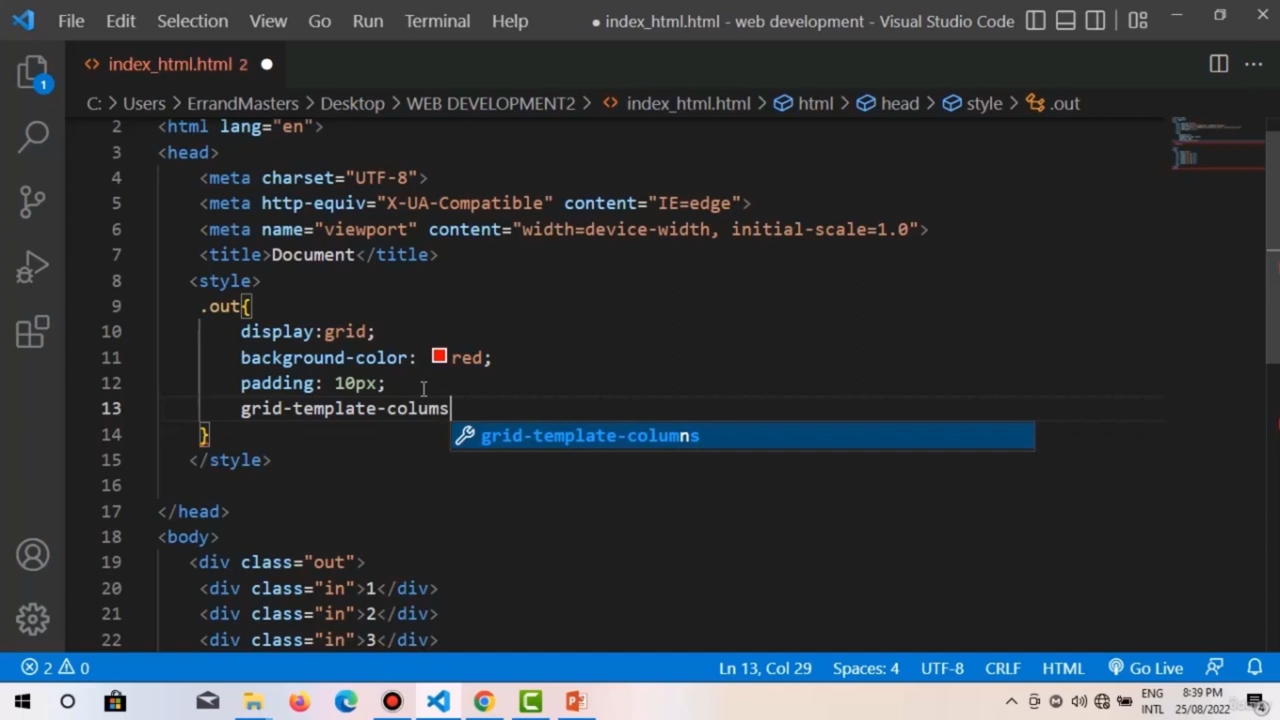 File Edit Selection View Go Run Terminal Help ● index_html.html - web development - Visual Studio Code
index_html.html 2 ●
1
C: > Users > ErrandMasters > Desktop > WEB DEVELOPMENT2 > index_html.html > html > head > style > .out
2 <html lang="en">
3 <head>
4 <meta charset="UTF-8">
5 <meta http-equiv="X-UA-Compatible" content="IE=edge">
6 <meta name="viewport" content="width=device-width, initial-scale=1.0">
7 <title>Document</title>
8 <style>
9 .out{
10 display:grid;
11 background-color: red;
12 padding: 10px;
13 grid-template-colums
grid-template-columns
14 }
15 </style>
16
17 </head>
18 <body>
19 <div class="out">
20 <div class="in">1</div>
21 <div class="in">2</div>
22 <div class="in">3</div>
2 0 Ln 13, Col 29 Spaces: 4 UTF-8 CRLF HTML Go Live
ENG 8:39 PM
INTL 25/08/2022 4